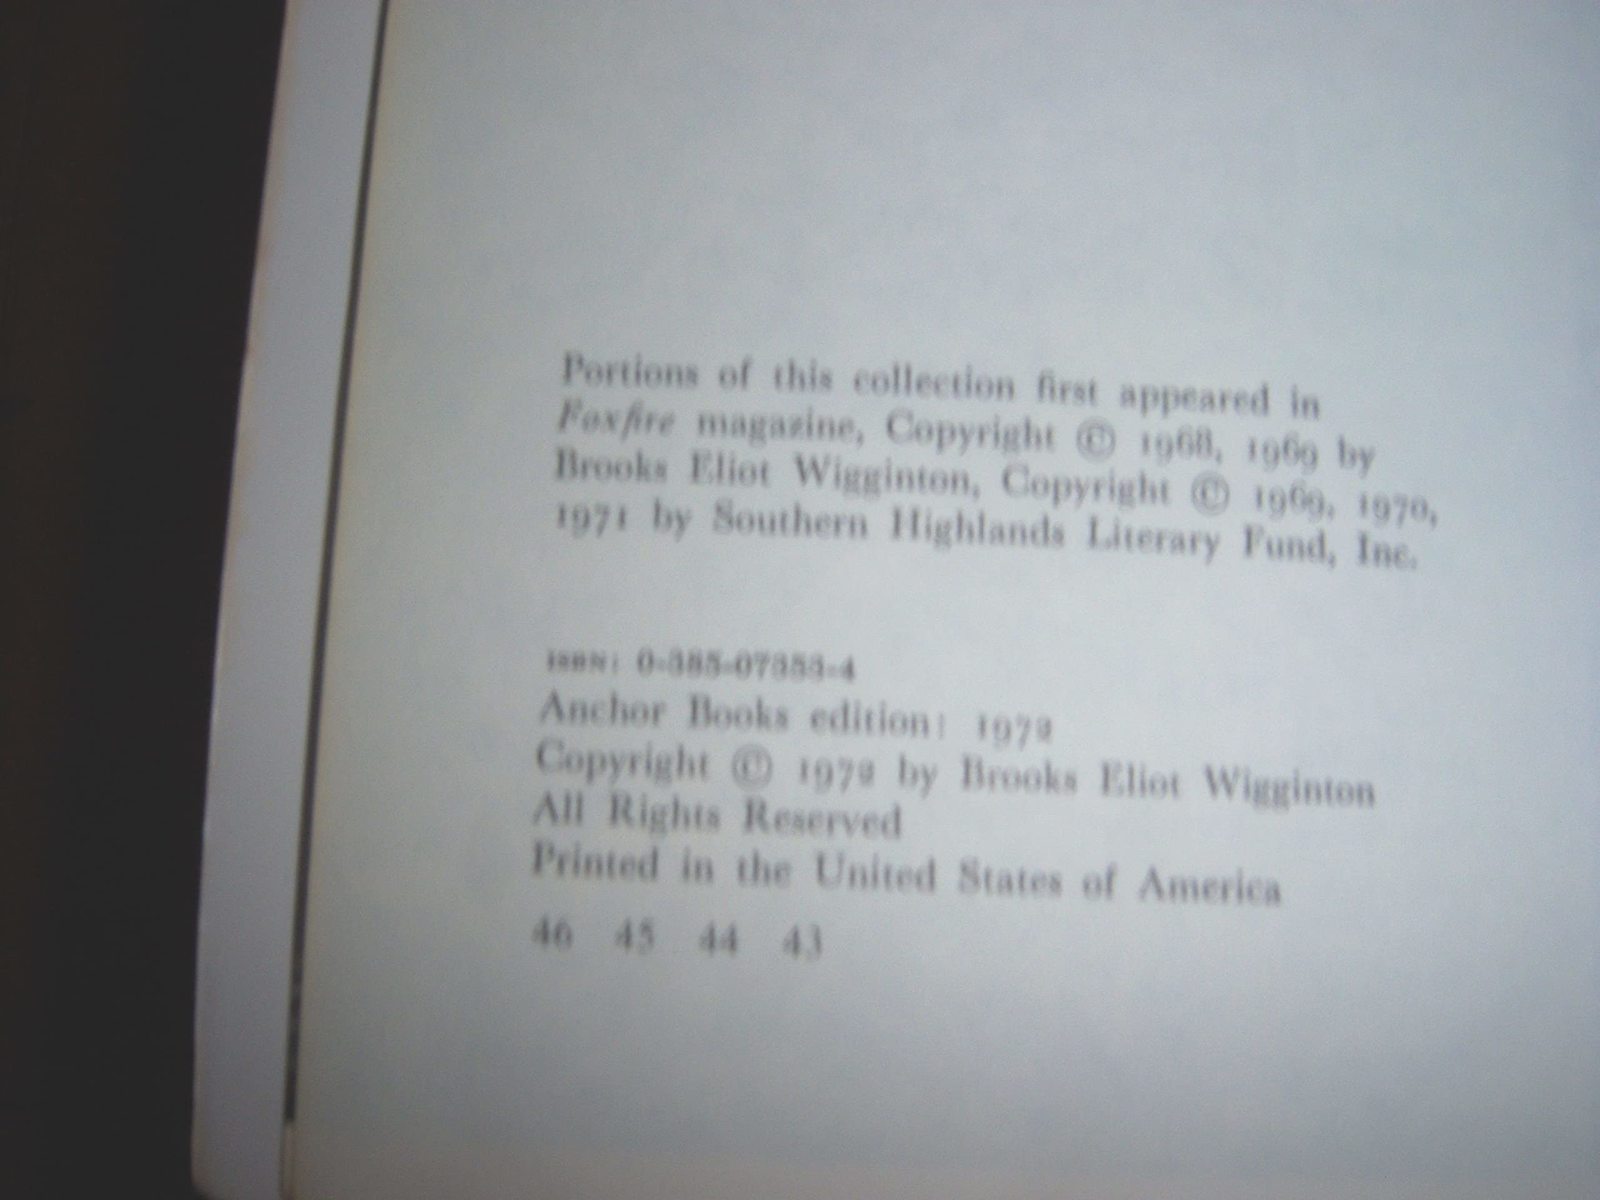 Portions of this collection first appeared in
Foxfire magazine, Copyright © 1968, 1969 by
Brooks Eliot Wigginton, Copyright © 1969, 1970,
1971 by Southern Highlands Literary Fund, Inc.
ISBN: 0-385-07353-4
Anchor Books edition: 1972
Copyright © 1972 by Brooks Eliot Wigginton
All Rights Reserved
Printed in the United States of America
46 45 44 43